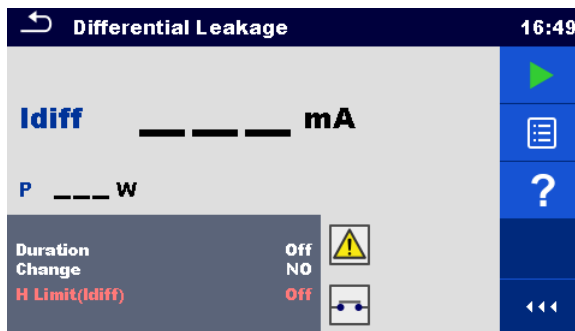 Differential Leakage 16:49
Idiff _ _ _ mA
P _ _ _ W
?
Duration Off
Change NO
H Limit(Idiff) Off